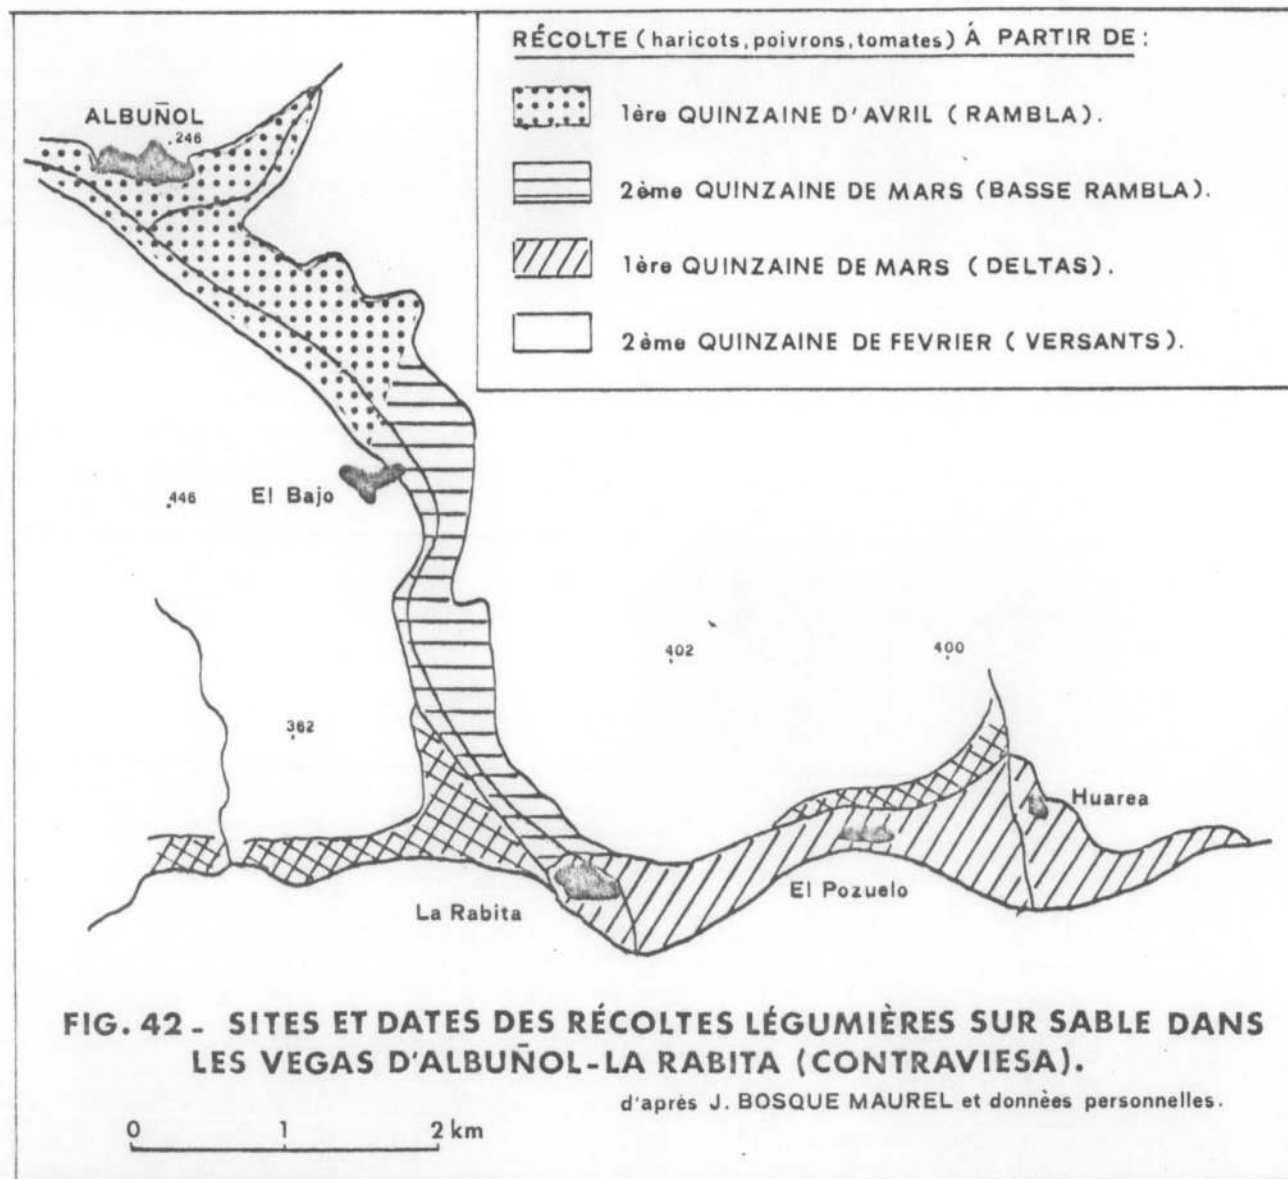 RÉCOLTE (haricots, poivrons, tomates) Á PARTIR DE :
1ère QUINZAINE D'AVRIL ( RAMBLA ).
2ème QUINZAINE DE MARS (BASSE RAMBLA).
1ère QUINZAINE DE MARS ( DELTAS ).
2ème QUINZAINE DE FEVRIER ( VERSANTS ).
ALBUÑOL
.246
El Bajo
446
402
400
362
Huarea
El Pozuelo
La Rabita
FIG. 42 - SITES ET DATES DES RÉCOLTES LÉGUMIÈRES SUR SABLE DANS
LES VEGAS D'ALBUÑOL-LA RABITA (CONTRAVIESA).
d'après J. BOSQUE MAUREL et donnèes personnelles.
0 1 2 km